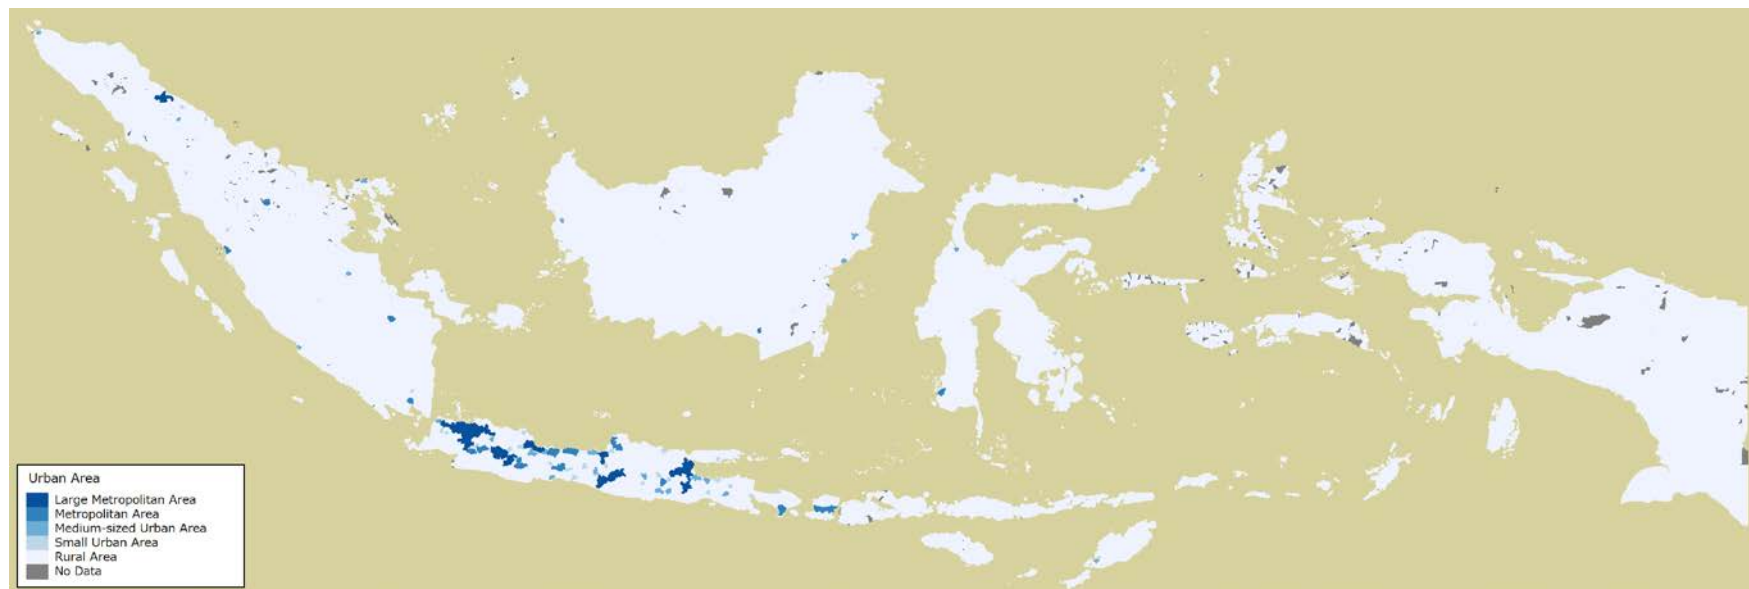 Urban Area
Large Metropolitan Area
Metropolitan Area
Medium-sized Urban Area
Small Urban Area
Rural Area
No Data